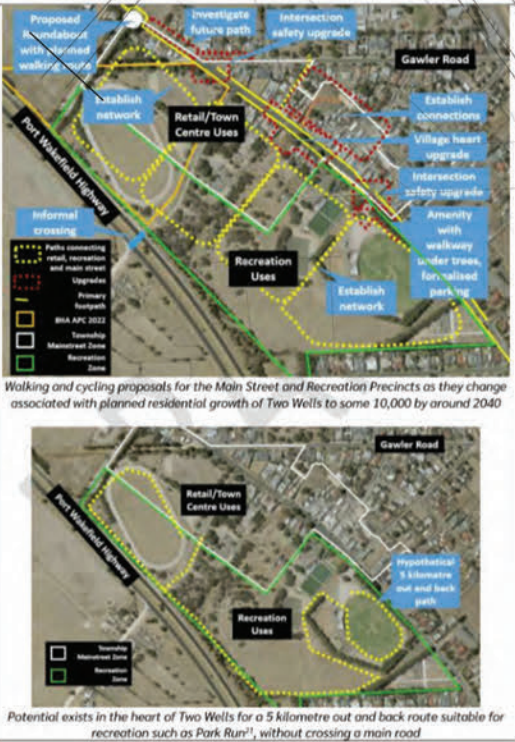 Proposed
Roundabout
with planned
walking route
Investigate
future path
Intersection
safety upgrade
Gawler Road
Establish
network
Retail/Town
Centre Uses
Establish
connections
Village heart
upgrade
Port Wakefield Highway
Intersection
safety upgrade
Informal
crossing
Amenity
with
walkway
under trees,
formalised
parking
Recreation
Uses
Establish
network
Paths connecting
retail, recreation
and main street
Upgrades
Primary
footpath
BHA APC 2022
Township
Mainstreet Zone
Recreation
Zone
Walking and cycling proposals for the Main Street and Recreation Precincts as they change
associated with planned residential growth of Two Wells to some 10,000 by around 2040
Gawler Road
Retail/Town
Centre Uses
Port Wakefield Highway
Hypothetical
5 kilometre
out and back
path
Recreation
Uses
Township
Mainstreet Zone
Recreation
Zone
Potential exists in the heart of Two Wells for a 5 kilometre out and back route suitable for
recreation such as Park Run²¹, without crossing a main road